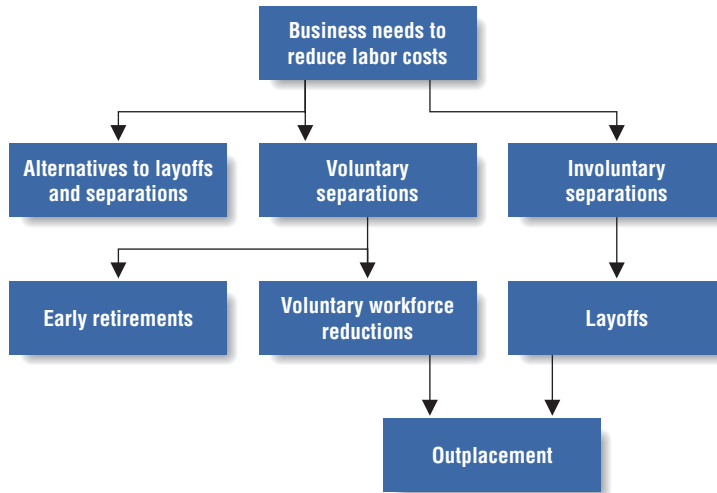 Business needs to
reduce labor costs
Alternatives to layoffs
and separations
Voluntary
separations
Involuntary
separations
Early retirements
Voluntary workforce
reductions
Layoffs
Outplacement